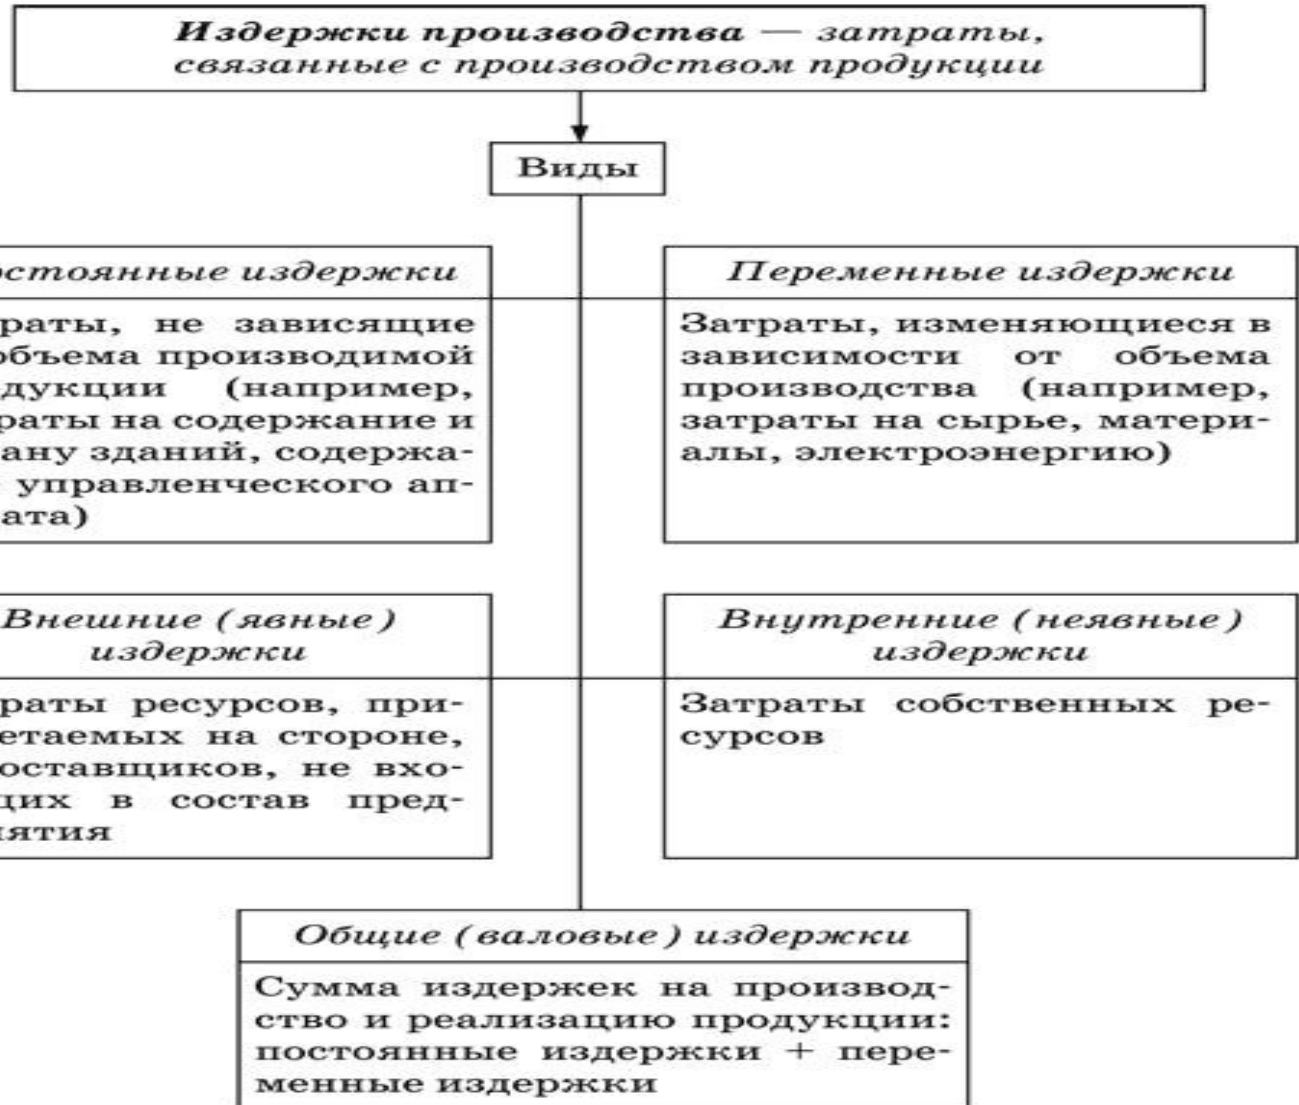 Издержки производства — затраты,
связанные с производством продукции
Виды
остоянные издержки
раты, не зависящие
объема производимой
дукции (например,
раты на содержание и
ану зданий, содержа-
управленческого ап-
ата)
Переменные издержки
Затраты, изменяющиеся в
зависимости от объема
производства (например,
затраты на сырье, матери-
алы, электроэнергию)
Внешние (явные)
издержки
раты ресурсов, при-
етаемых на стороне,
оставщиков, не вхо-
щих в состав пред-
иятия
Внутренние (неявные)
издержки
Затраты собственных ре-
сурсов
Общие (валовые) издержки
Сумма издержек на производ-
ство и реализацию продукции:
постоянные издержки + пере-
менные издержки